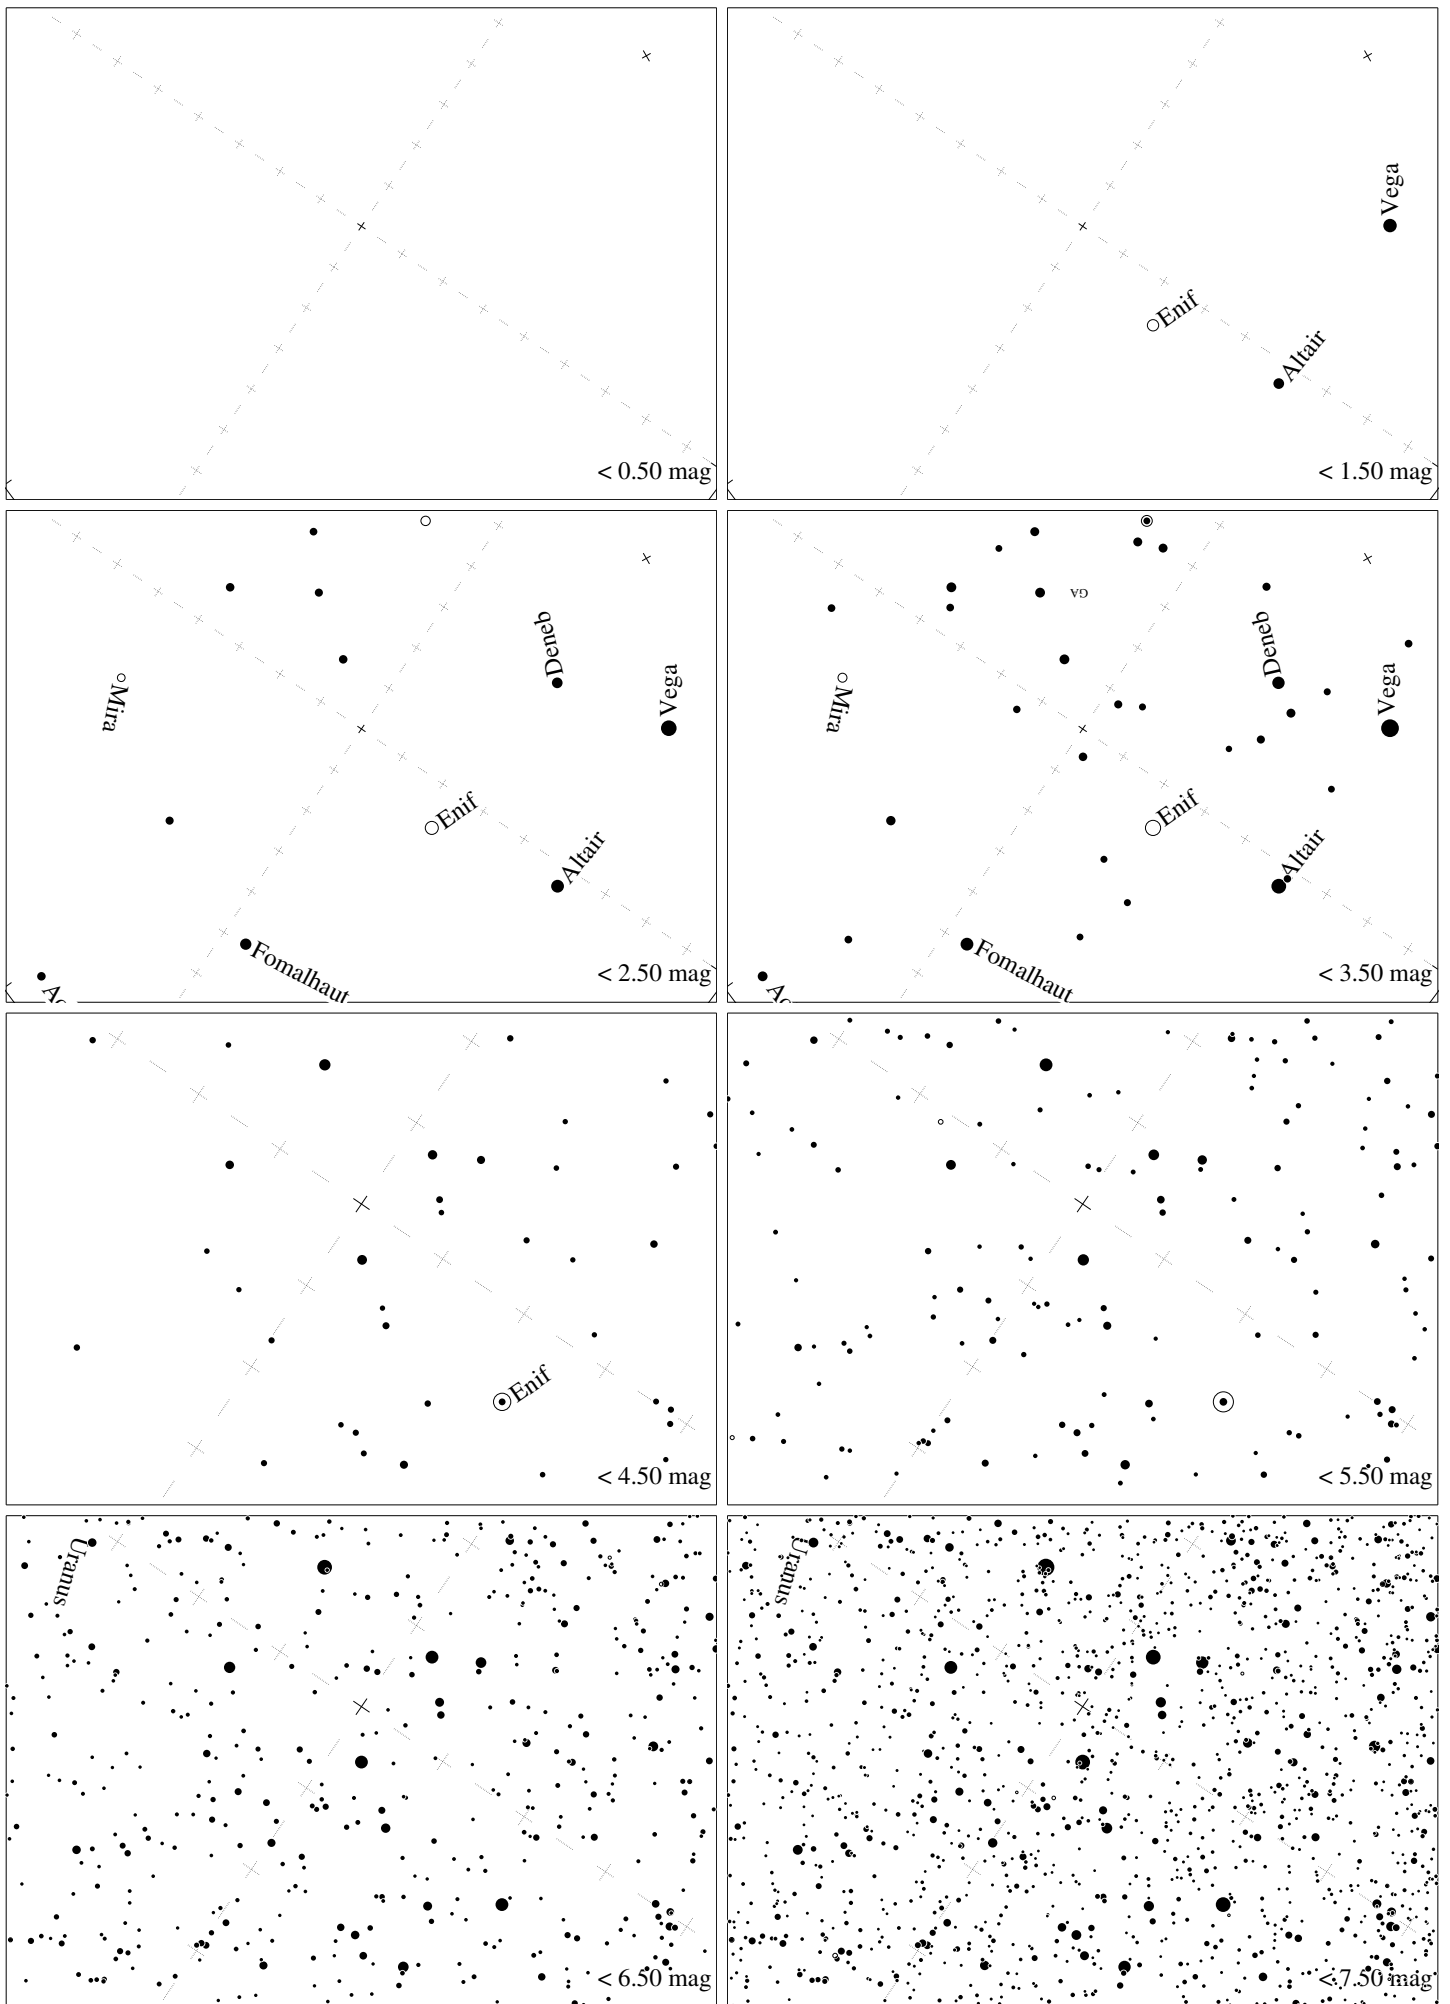 < 0.50 mag
Vega
Enif
Altair
< 1.50 mag
Deneb
Vega
Mira
Enif
Altair
Fomalhaut
< 2.50 mag
GA
Deneb
Vega
Mira
Enif
Altair
Fomalhaut
< 3.50 mag
Enif
< 4.50 mag
< 5.50 mag
Uranus
< 6.50 mag
Uranus
< 7.50 mag